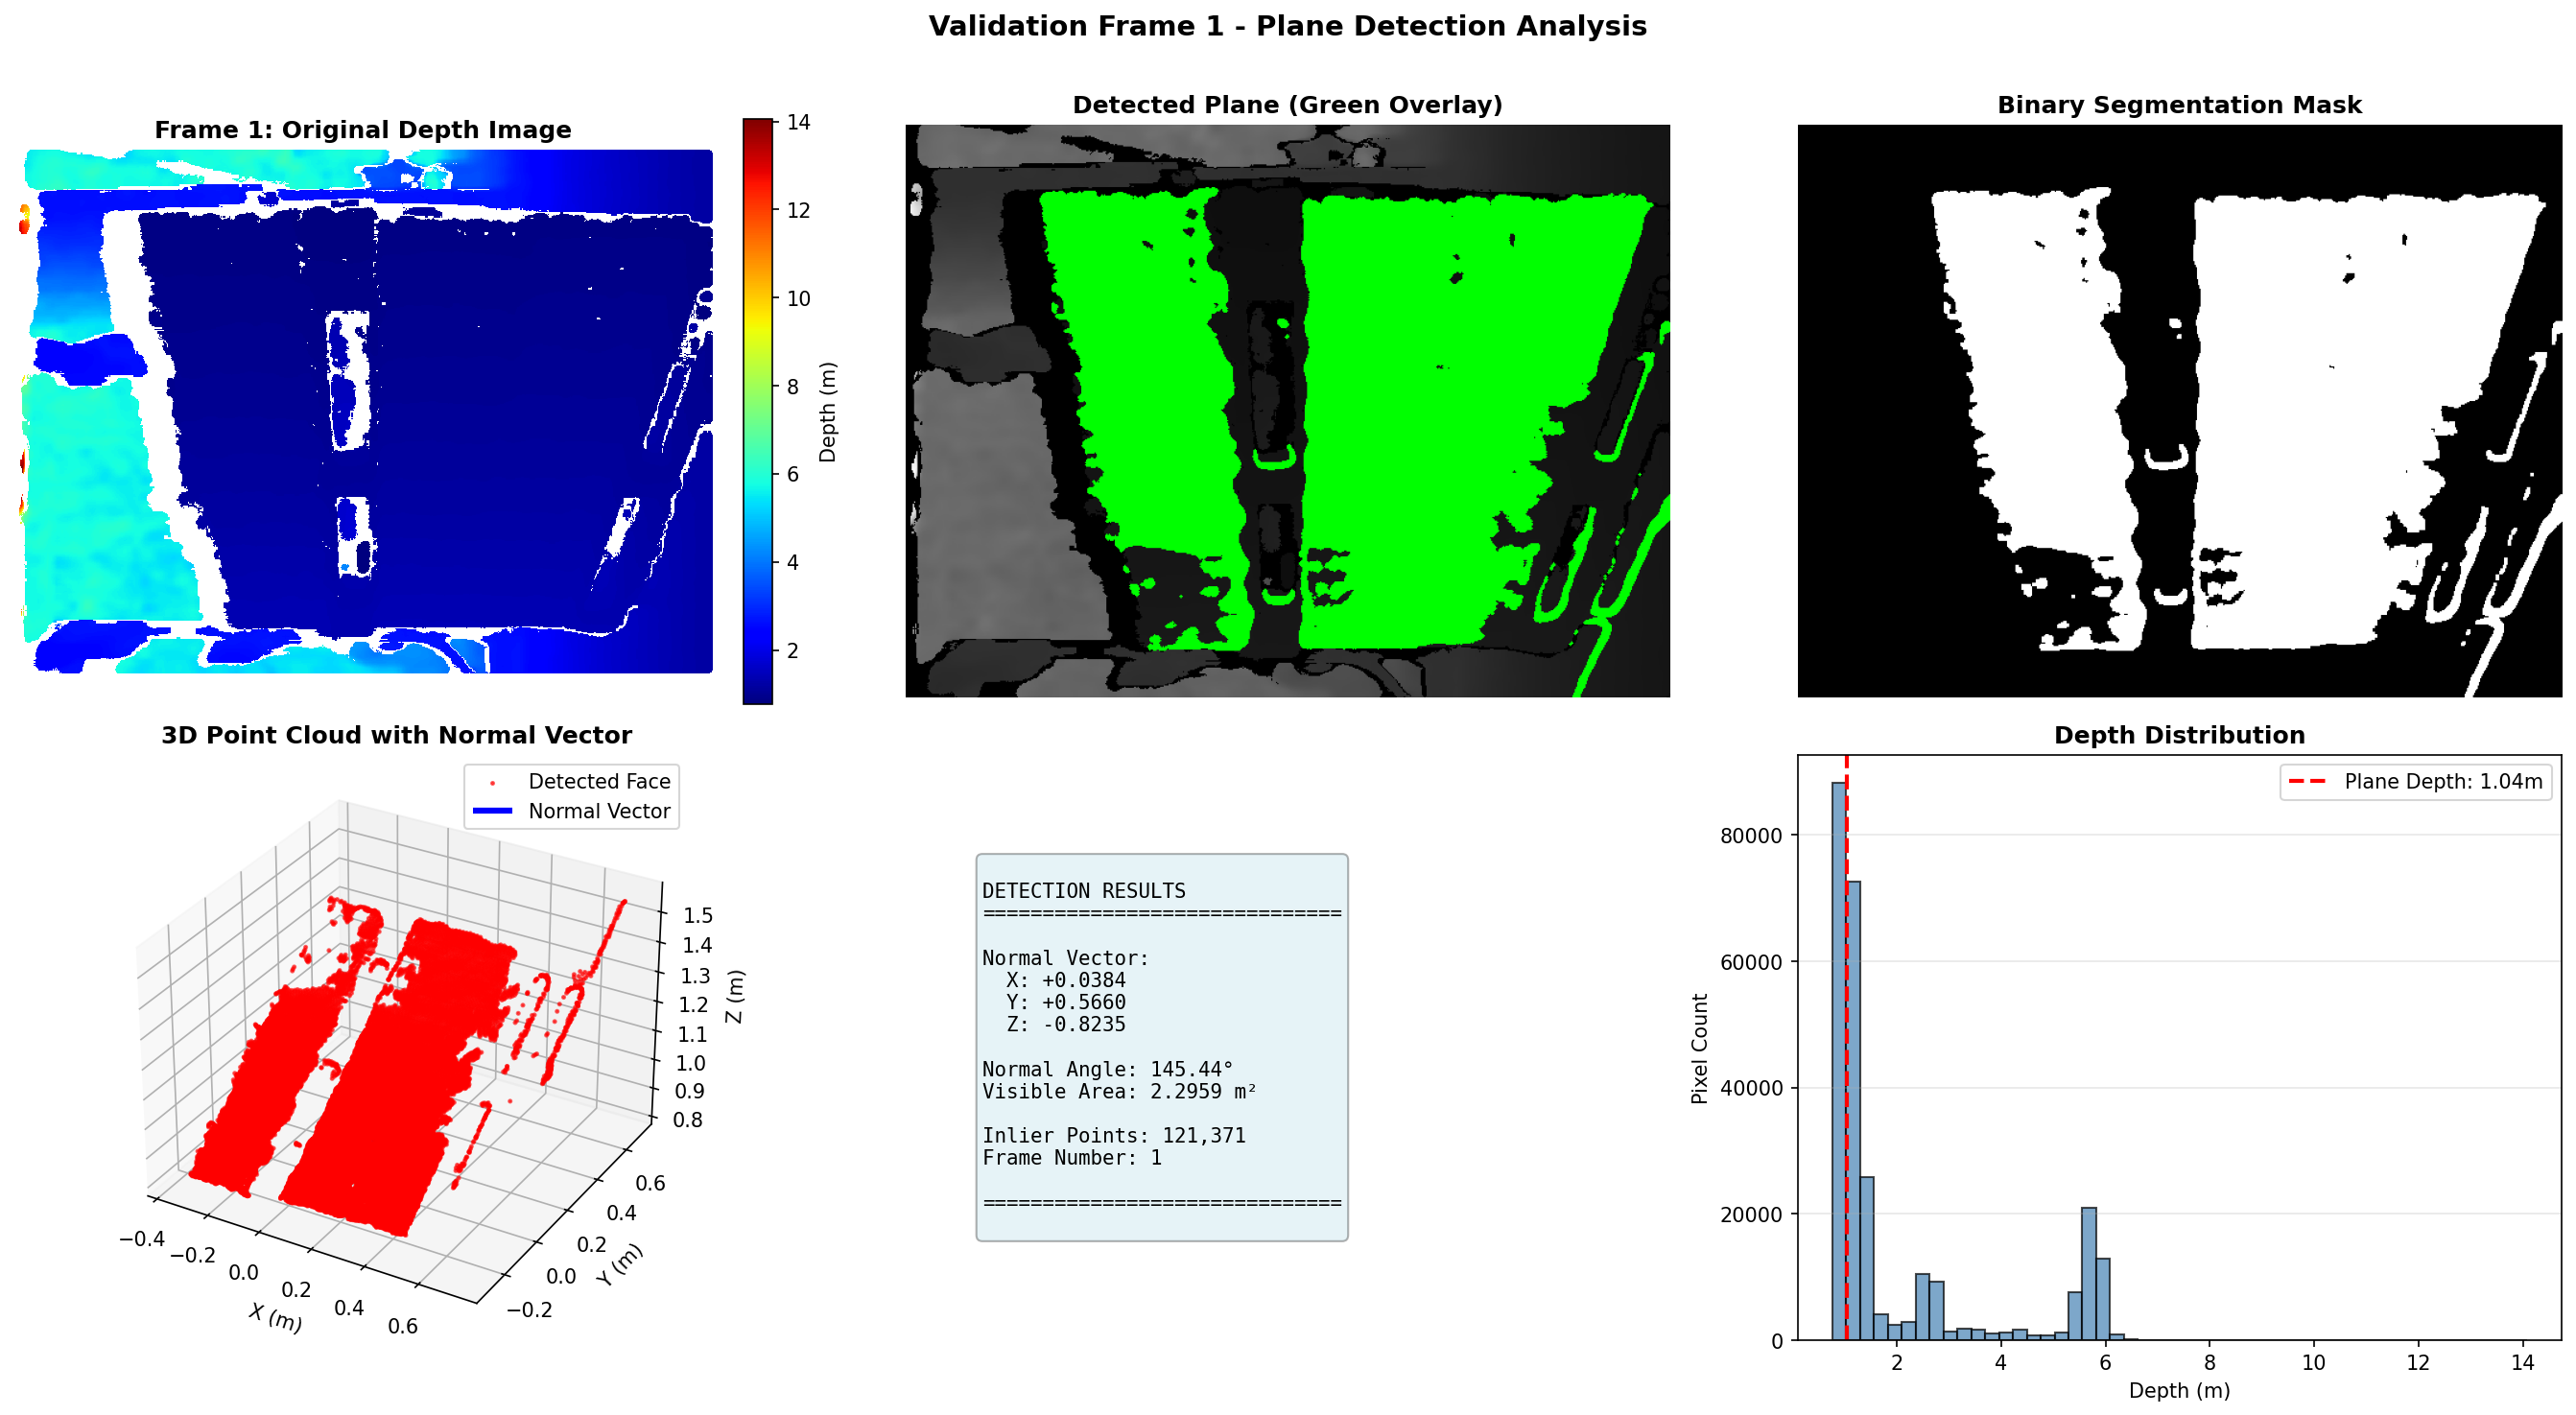 Validation Frame 1 - Plane Detection Analysis
Frame 1: Original Depth Image
14
12
10
8
6
4
2
Depth (m)
Detected Plane (Green Overlay)
Binary Segmentation Mask
3D Point Cloud with Normal Vector
Detected Face
Normal Vector
1.5
1.4
1.3
1.2
1.1
1.0
0.9
0.8
Z (m)
0.6
0.4
0.2
0.0
−0.2
Y (m)
−0.4
−0.2
0.0
0.2
0.4
0.6
X (m)
DETECTION RESULTS
==============================
Normal Vector:
X: +0.0384
Y: +0.5660
Z: -0.8235
Normal Angle: 145.44°
Visible Area: 2.2959 m²
Inlier Points: 121,371
Frame Number: 1
==============================
Depth Distribution
Plane Depth: 1.04m
80000
60000
40000
20000
0
Pixel Count
2 4 6 8 10 12 14
Depth (m)